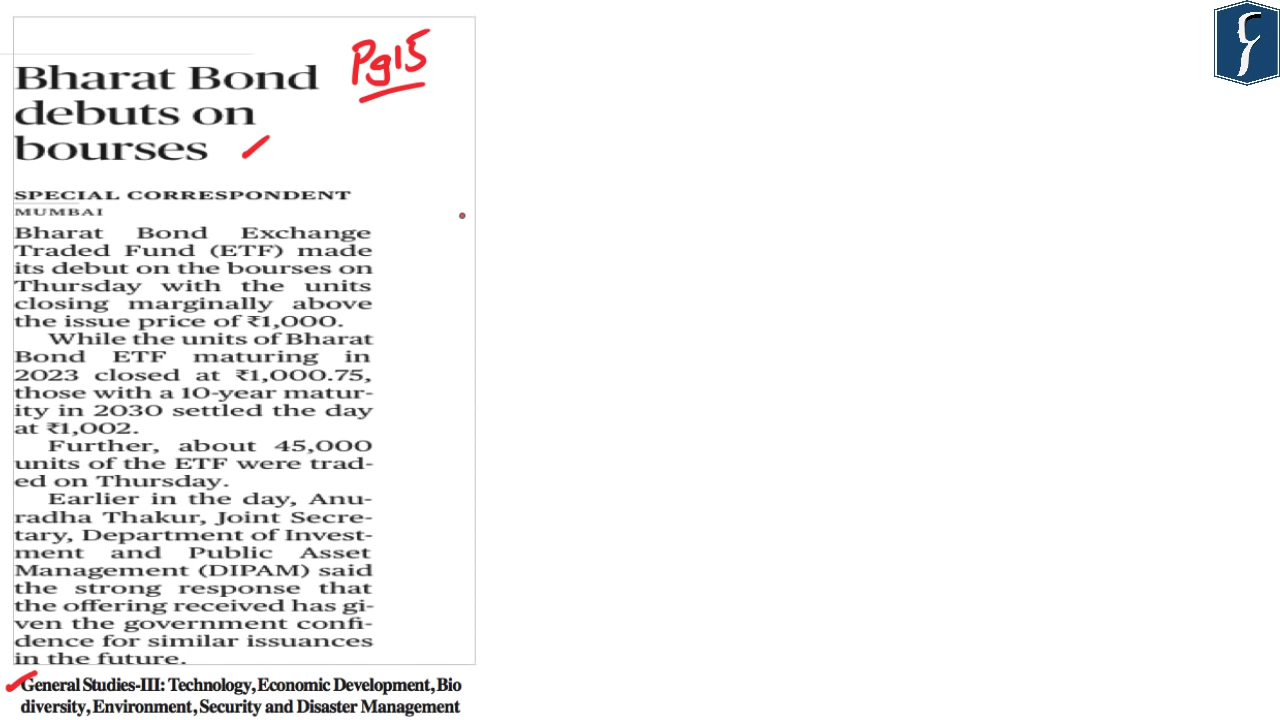 Pg15
Bharat Bond
debuts on
bourses
SPECIAL CORRESPONDENT
MUMBAI
Bharat Bond Exchange
Traded Fund (ETF) made
its debut on the bourses on
Thursday with the units
closing marginally above
the issue price of ₹1,000.
While the units of Bharat
Bond ETF maturing in
2023 closed at ₹1,000.75,
those with a 10-year matur-
ity in 2030 settled the day
at ₹1,002.
Further, about 45,000
units of the ETF were trad-
ed on Thursday.
Earlier in the day, Anu-
radha Thakur, Joint Secre-
tary, Department of Invest-
ment and Public Asset
Management (DIPAM) said
the strong response that
the offering received has gi-
ven the government confi-
dence for similar issuances
in the future.
General Studies-III: Technology, Economic Development, Bio
diversity, Environment, Security and Disaster Management